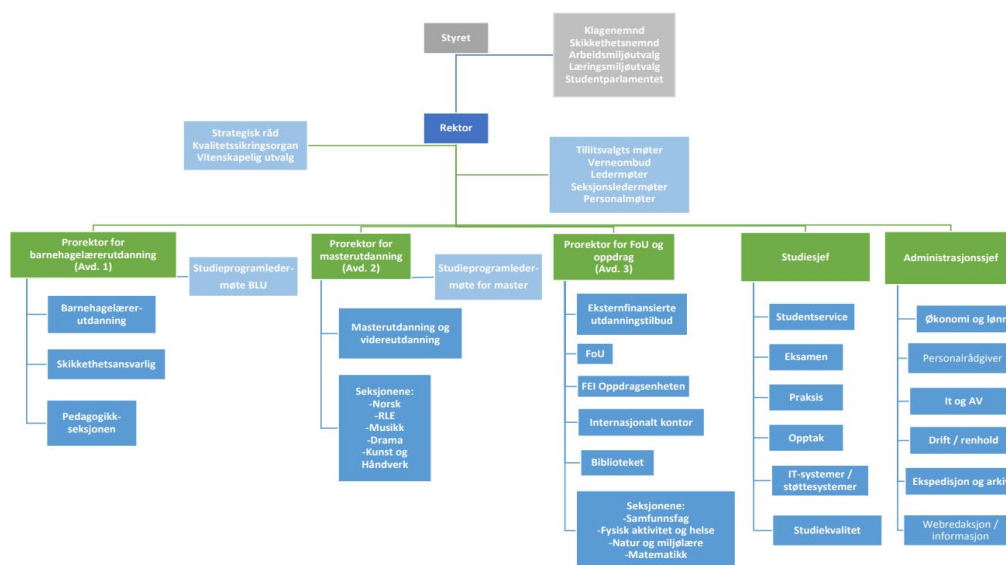 Styret
Klagenemnd
Skikkethetsnemnd
Arbeidsmiljøutvalg
Læringsmiljøutvalg
Studentparlamentet
Rektor
Strategisk råd
Kvalitetssikringsorgan
Vitenskapelig utvalg
Tillitsvalgts møter
Verneombud
Ledermøter
Seksjonsledermøter
Personalmøter
Prorektor for
barnehagelærerutdanning
(Avd. 1)
Studieprogramleder-
møte BLU
Barnehagelærer-
utdanning
Skikkethetsansvarlig
Pedagogikk-
seksjonen
Prorektor for
masterutdanning
(Avd. 2)
Studieprogramleder-
møte for master
Masterutdanning og
videreutdanning
Seksjonene:
-Norsk
-RLE
-Musikk
-Drama
-Kunst og
Håndverk
Prorektor for FoU og
oppdrag
(Avd. 3)
Eksternfinansierte
utdanningstilbud
FoU
FEI Oppdragsenheten
Internasjonalt kontor
Biblioteket
Seksjonene:
-Samfunnsfag
-Fysisk aktivitet og helse
-Natur og miljølære
-Matematikk
Studiesjef
Studentservice
Eksamen
Praksis
Opptak
IT-systemer /
støttesystemer
Studiekvalitet
Administrasjonssjef
Økonomi og lønn
Personalrådgiver
It og AV
Drift / renhold
Ekspedisjon og arkiv
Webredaksjon /
informasjon